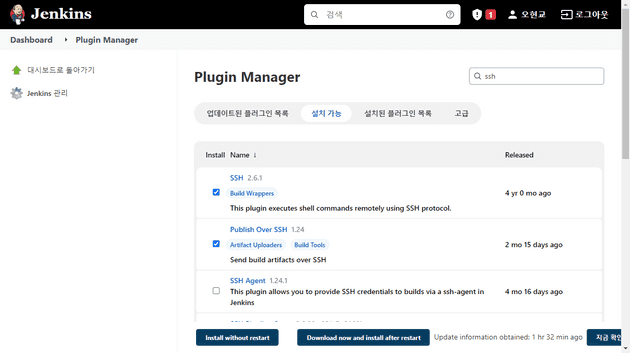 Jenkins
검색
1
오현교
로그아웃
Dashboard
Plugin Manager
대시보드로 돌아가기
Jenkins 관리
Plugin Manager
ssh
업데이트된 플러그인 목록
설치 가능
설치된 플러그인 목록
고급
Install Name ↓ Released
SSH 2.6.1
Build Wrappers
This plugin executes shell commands remotely using SSH protocol.
4 yr 0 mo ago
Publish Over SSH 1.24
Artifact Uploaders Build Tools
Send build artifacts over SSH
2 mo 15 days ago
SSH Agent 1.24.1
This plugin allows you to provide SSH credentials to builds via a ssh-agent in
Jenkins
4 mo 16 days ago
Install without restart
Download now and install after restart
Update information obtained: 1 hr 32 min ago
지금 확인